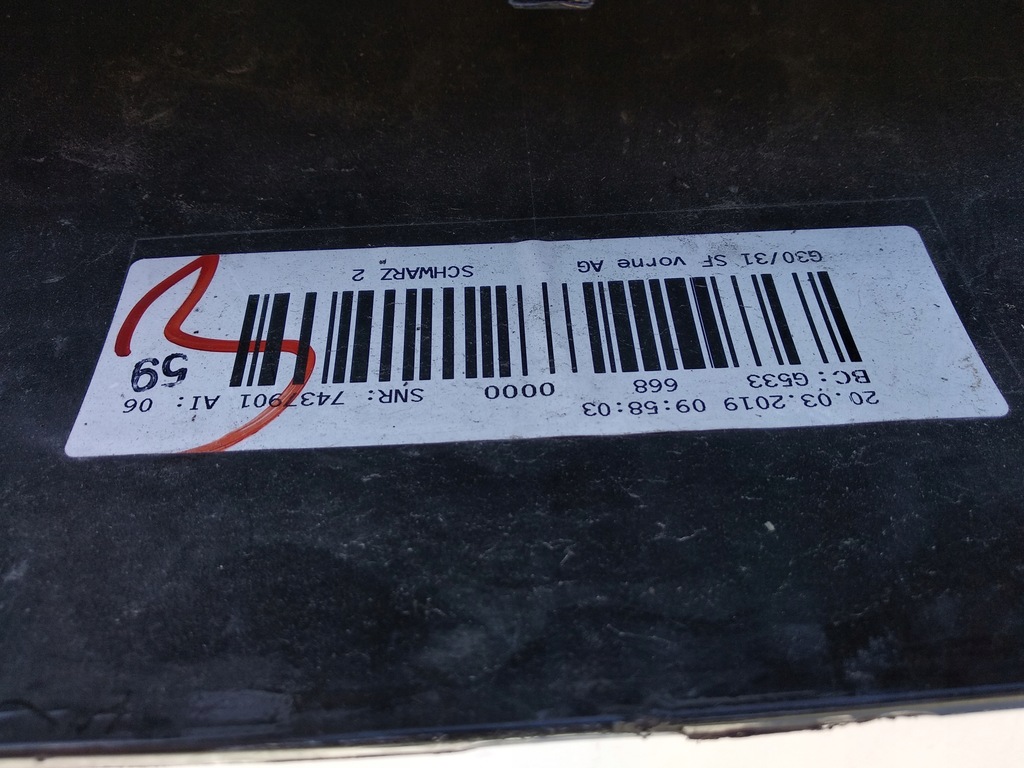 20.03.2019 09:58:03 SNR: 7437901 AI: 06
BC: G533 668 0000 59
G30/31 SF vorne AG SCHWARZ 2